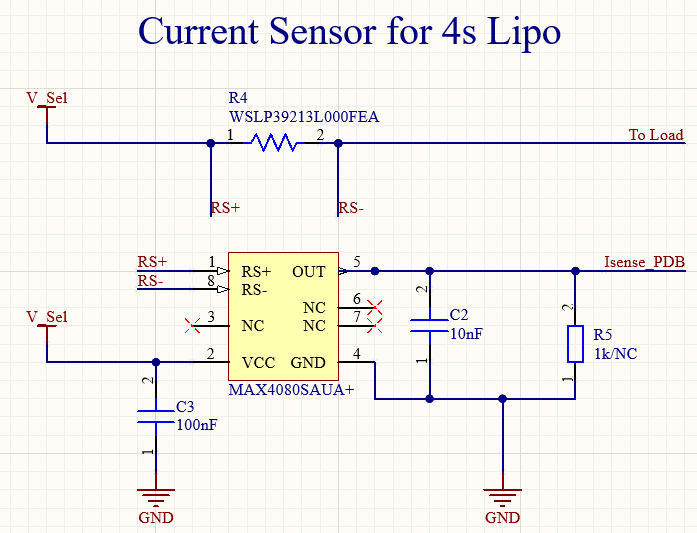 Current Sensor for 4s Lipo
V_Sel
R4
WSLP39213L000FEA
1
2
To Load
RS+
RS-
RS+
1
RS+
OUT
5
Isense_PDB
RS-
8
RS-
NC
6
V_Sel
3
NC
NC
7
2
VCC
GND
4
MAX4080SAUA+
2
C2
10nF
1
2
R5
1k/NC
1
2
C3
100nF
1
GND
GND